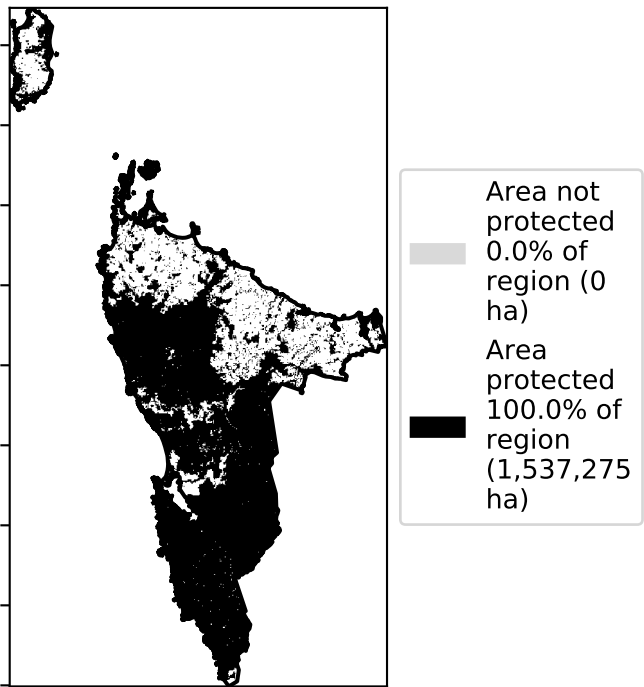 Area not
protected
0.0% of
region (0
ha)
Area
protected
100.0% of
region
(1,537,275
ha)